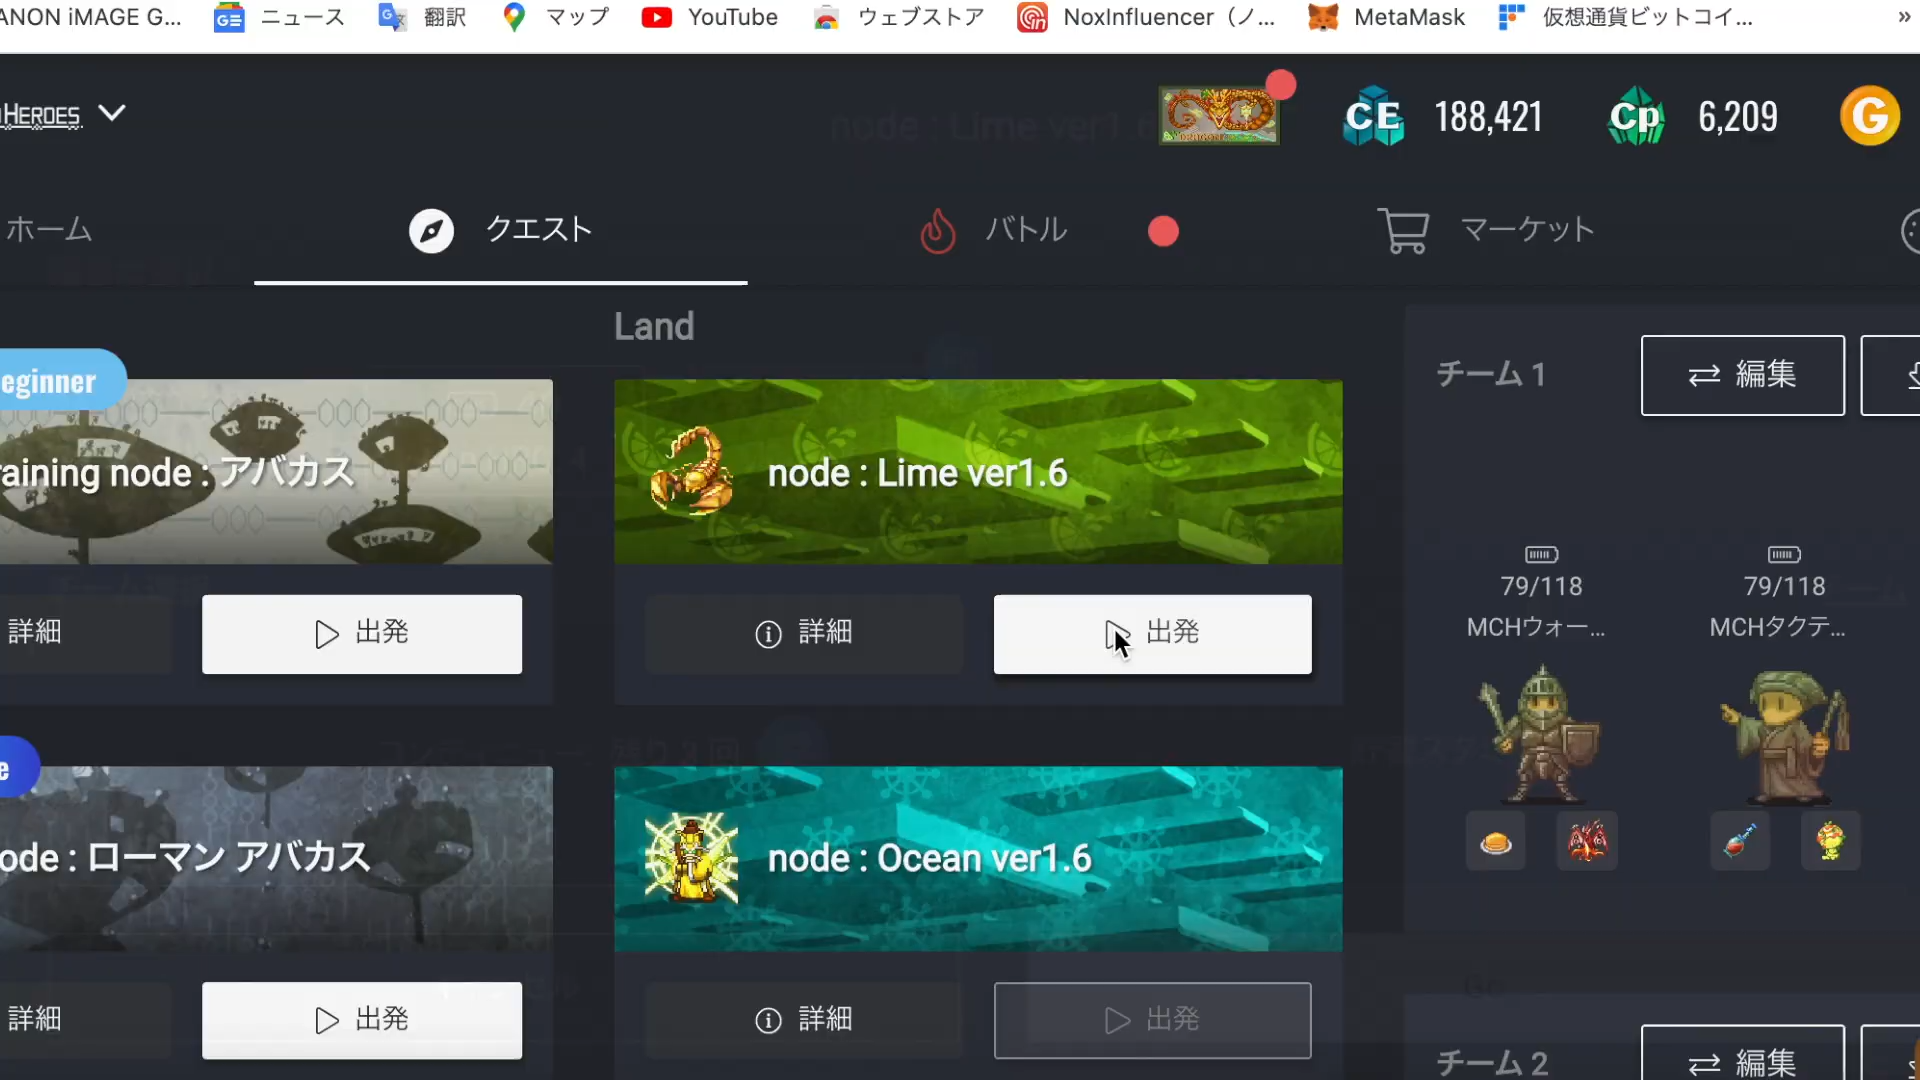 ANON iMAGE G...
ニュース
翻訳
マップ
YouTube
ウェブストア
NoxInfluencer（ノ...
MetaMask
仮想通貨ビットコイ...
»
HEROES
CE
188,421
Cp
6,209
G
ホーム
クエスト
バトル
マーケット
Land
eginner
raining node : アバカス
node : Lime ver1.6
詳細
出発
詳細
出発
e
ode : ローマン アバカス
node : Ocean ver1.6
詳細
出発
詳細
出発
チーム 1
編集
79/118
79/118
MCHウォー...
MCHタクテ...
チーム 2
編集